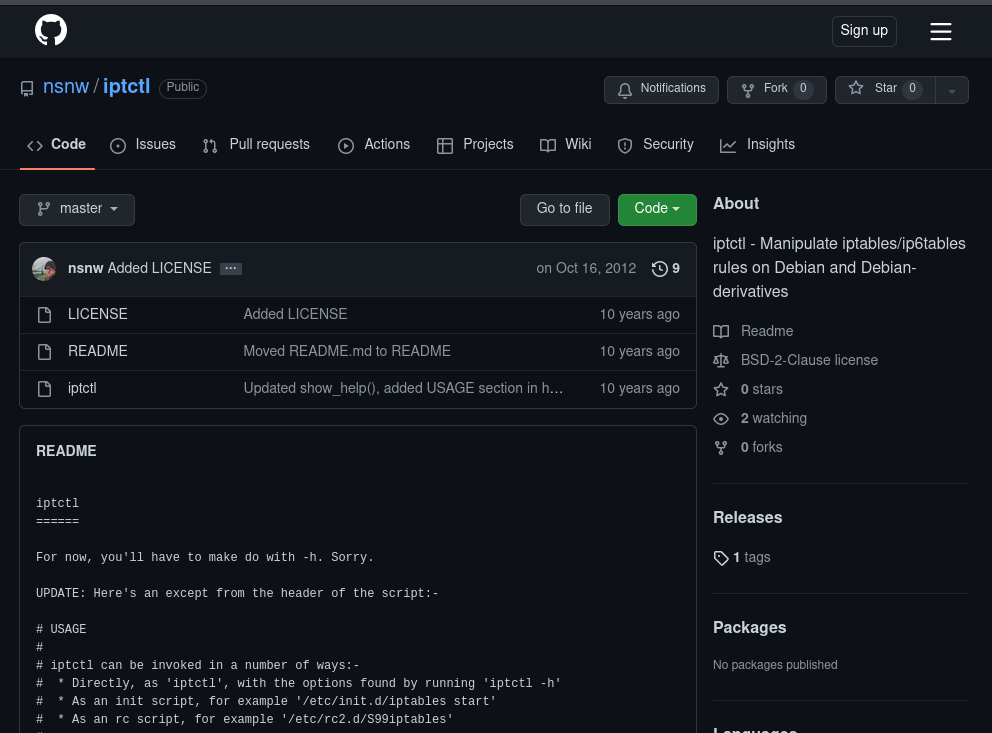 Sign up
nsnw / iptctl Public
Notifications
Fork 0
Star 0
Code Issues Pull requests Actions Projects Wiki Security Insights
master
Go to file
Code
nsnw Added LICENSE ... on Oct 16, 2012 9
LICENSE Added LICENSE 10 years ago
README Moved README.md to README 10 years ago
iptctl Updated show_help(), added USAGE section in h... 10 years ago
README
iptctl
======
For now, you'll have to make do with -h. Sorry.
UPDATE: Here's an except from the header of the script:-
# USAGE
#
# iptctl can be invoked in a number of ways:-
#  * Directly, as 'iptctl', with the options found by running 'iptctl -h'
#  * As an init script, for example '/etc/init.d/iptables start'
#  * As an rc script, for example '/etc/rc2.d/S99iptables'
About
iptctl - Manipulate iptables/ip6tables
rules on Debian and Debian-
derivatives
Readme
BSD-2-Clause license
0 stars
2 watching
0 forks
Releases
1 tags
Packages
No packages published
Languages